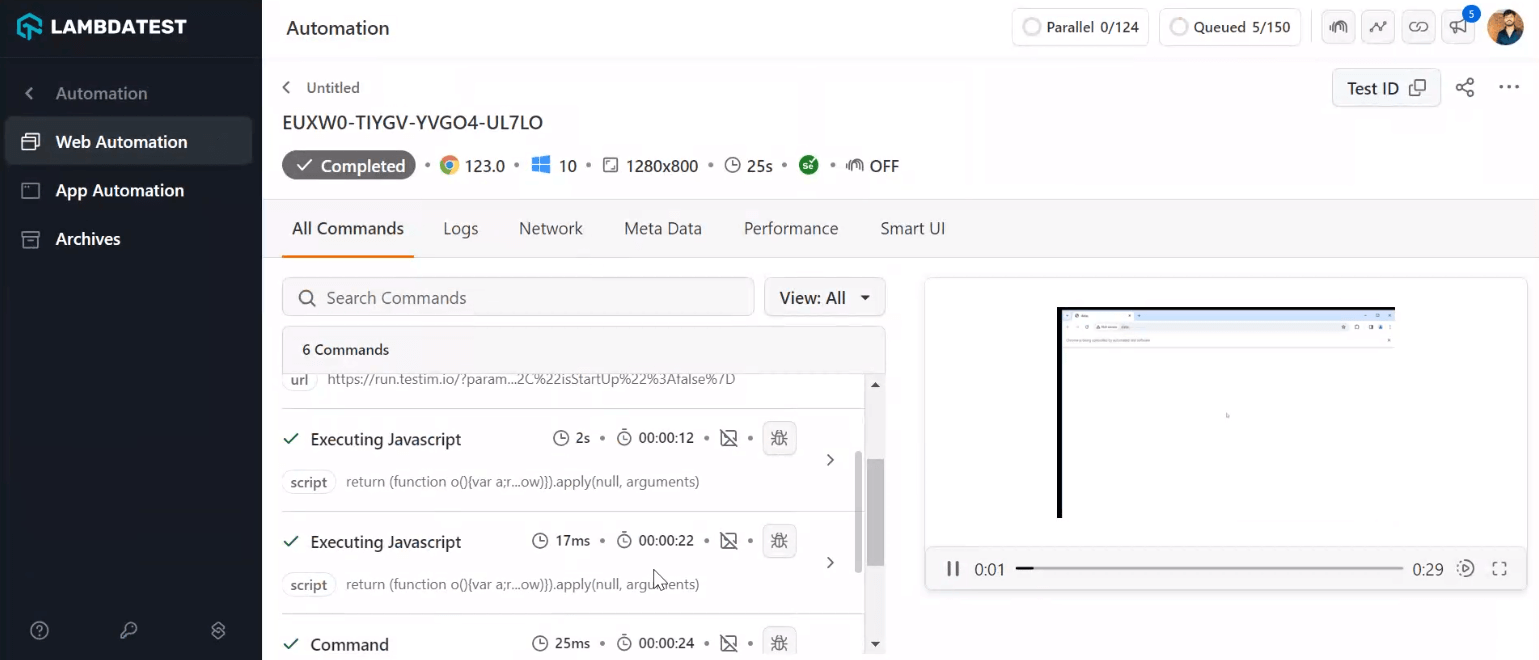 LAMBDATEST
Automation
Parallel 0/124
Queued 5/150
5
Automation
Web Automation
App Automation
Archives
Untitled
Test ID
EUXW0-TIYGV-YVGO4-UL7LO
Completed • 123.0 • 10 • 1280x800 • 25s • Se • OFF
All Commands
Logs
Network
Meta Data
Performance
Smart UI
Search Commands
View: All
6 Commands
url https://run.testim.io/?param...2C%22isStartUp%22%3Afalse%7D
Executing Javascript 2s • 00:00:12
script return (function o(){var a;r...ow)}).apply(null, arguments)
Executing Javascript 17ms • 00:00:22
script return (function o(){var a;r...ow)}).apply(null, arguments)
Command 25ms • 00:00:24
0:01
0:29